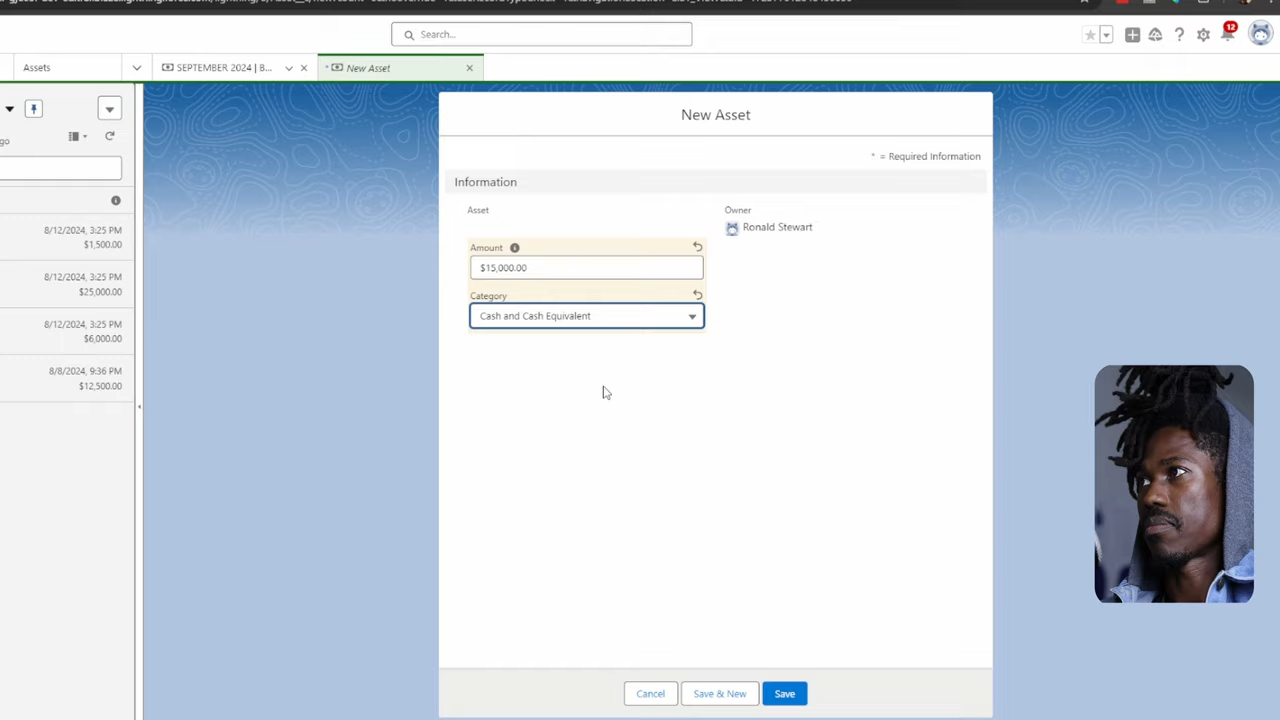 Search...
12
Assets
SEPTEMBER 2024 | B...
* New Asset
go
8/12/2024, 3:25 PM
$1,500.00
8/12/2024, 3:25 PM
$25,000.00
8/12/2024, 3:25 PM
$6,000.00
8/8/2024, 9:36 PM
$12,500.00
New Asset
* = Required Information
Information
Asset
Owner
Ronald Stewart
Amount
$15,000.00
Category
Cash and Cash Equivalent
Cancel
Save & New
Save